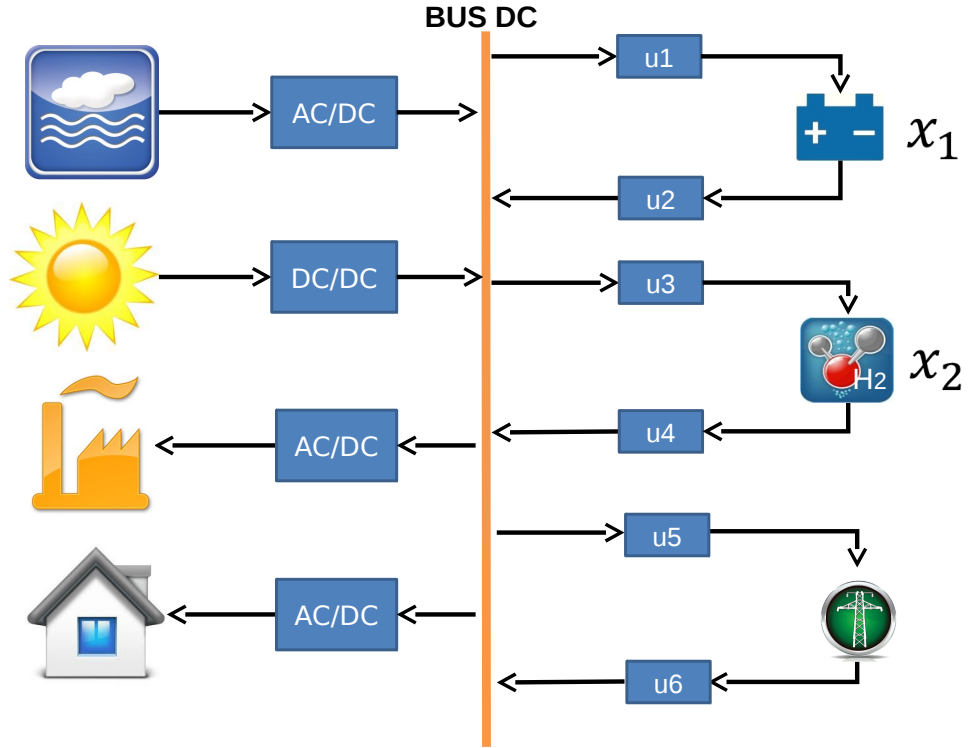 BUS DC
u1
AC/DC
+ −
x₁
u2
DC/DC
u3
H2
x₂
AC/DC
u4
u5
AC/DC
u6